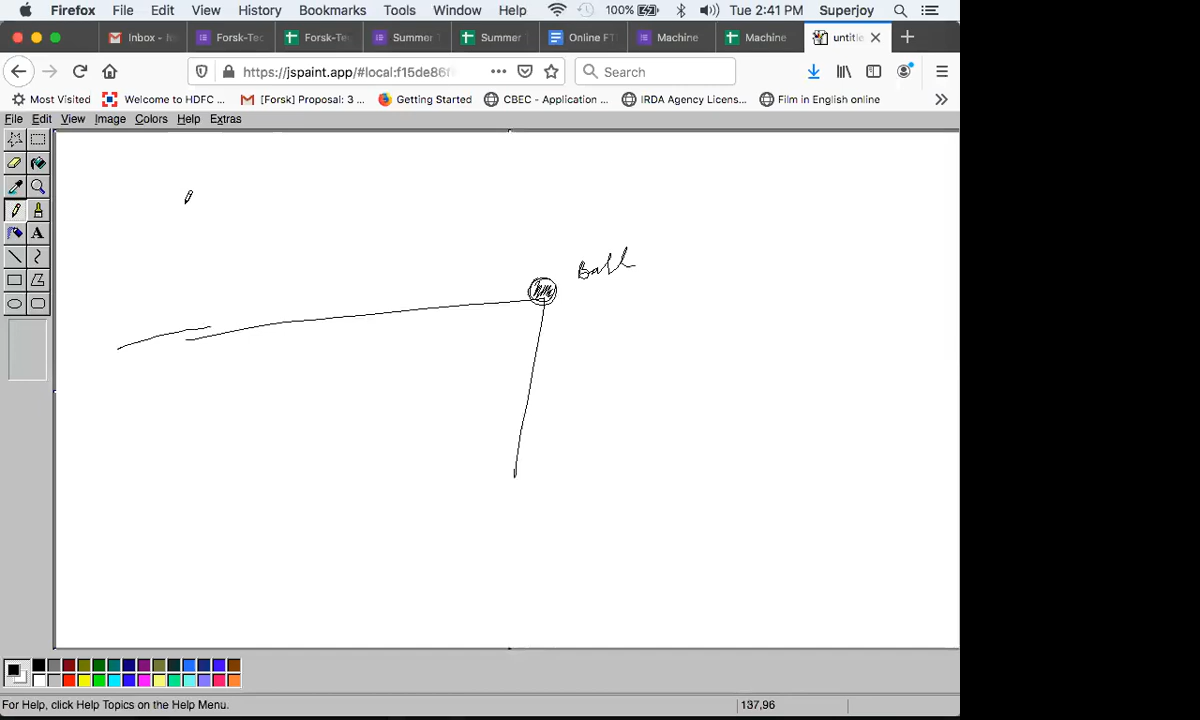 Firefox File Edit View History Bookmarks Tools Window Help 100% Tue 2:41 PM Superjoy
Inbox - Forsk-Tec Forsk-Te Summer T Summer Online FT Machine Machine untitle
https://jspaint.app/#local:f15de86f Search
Most Visited Welcome to HDFC ... [Forsk] Proposal: 3 ... Getting Started CBEC - Application ... IRDA Agency Licens... Film in English online
File Edit View Image Colors Help Extras
Ball
A
For Help, click Help Topics on the Help Menu. 137,96